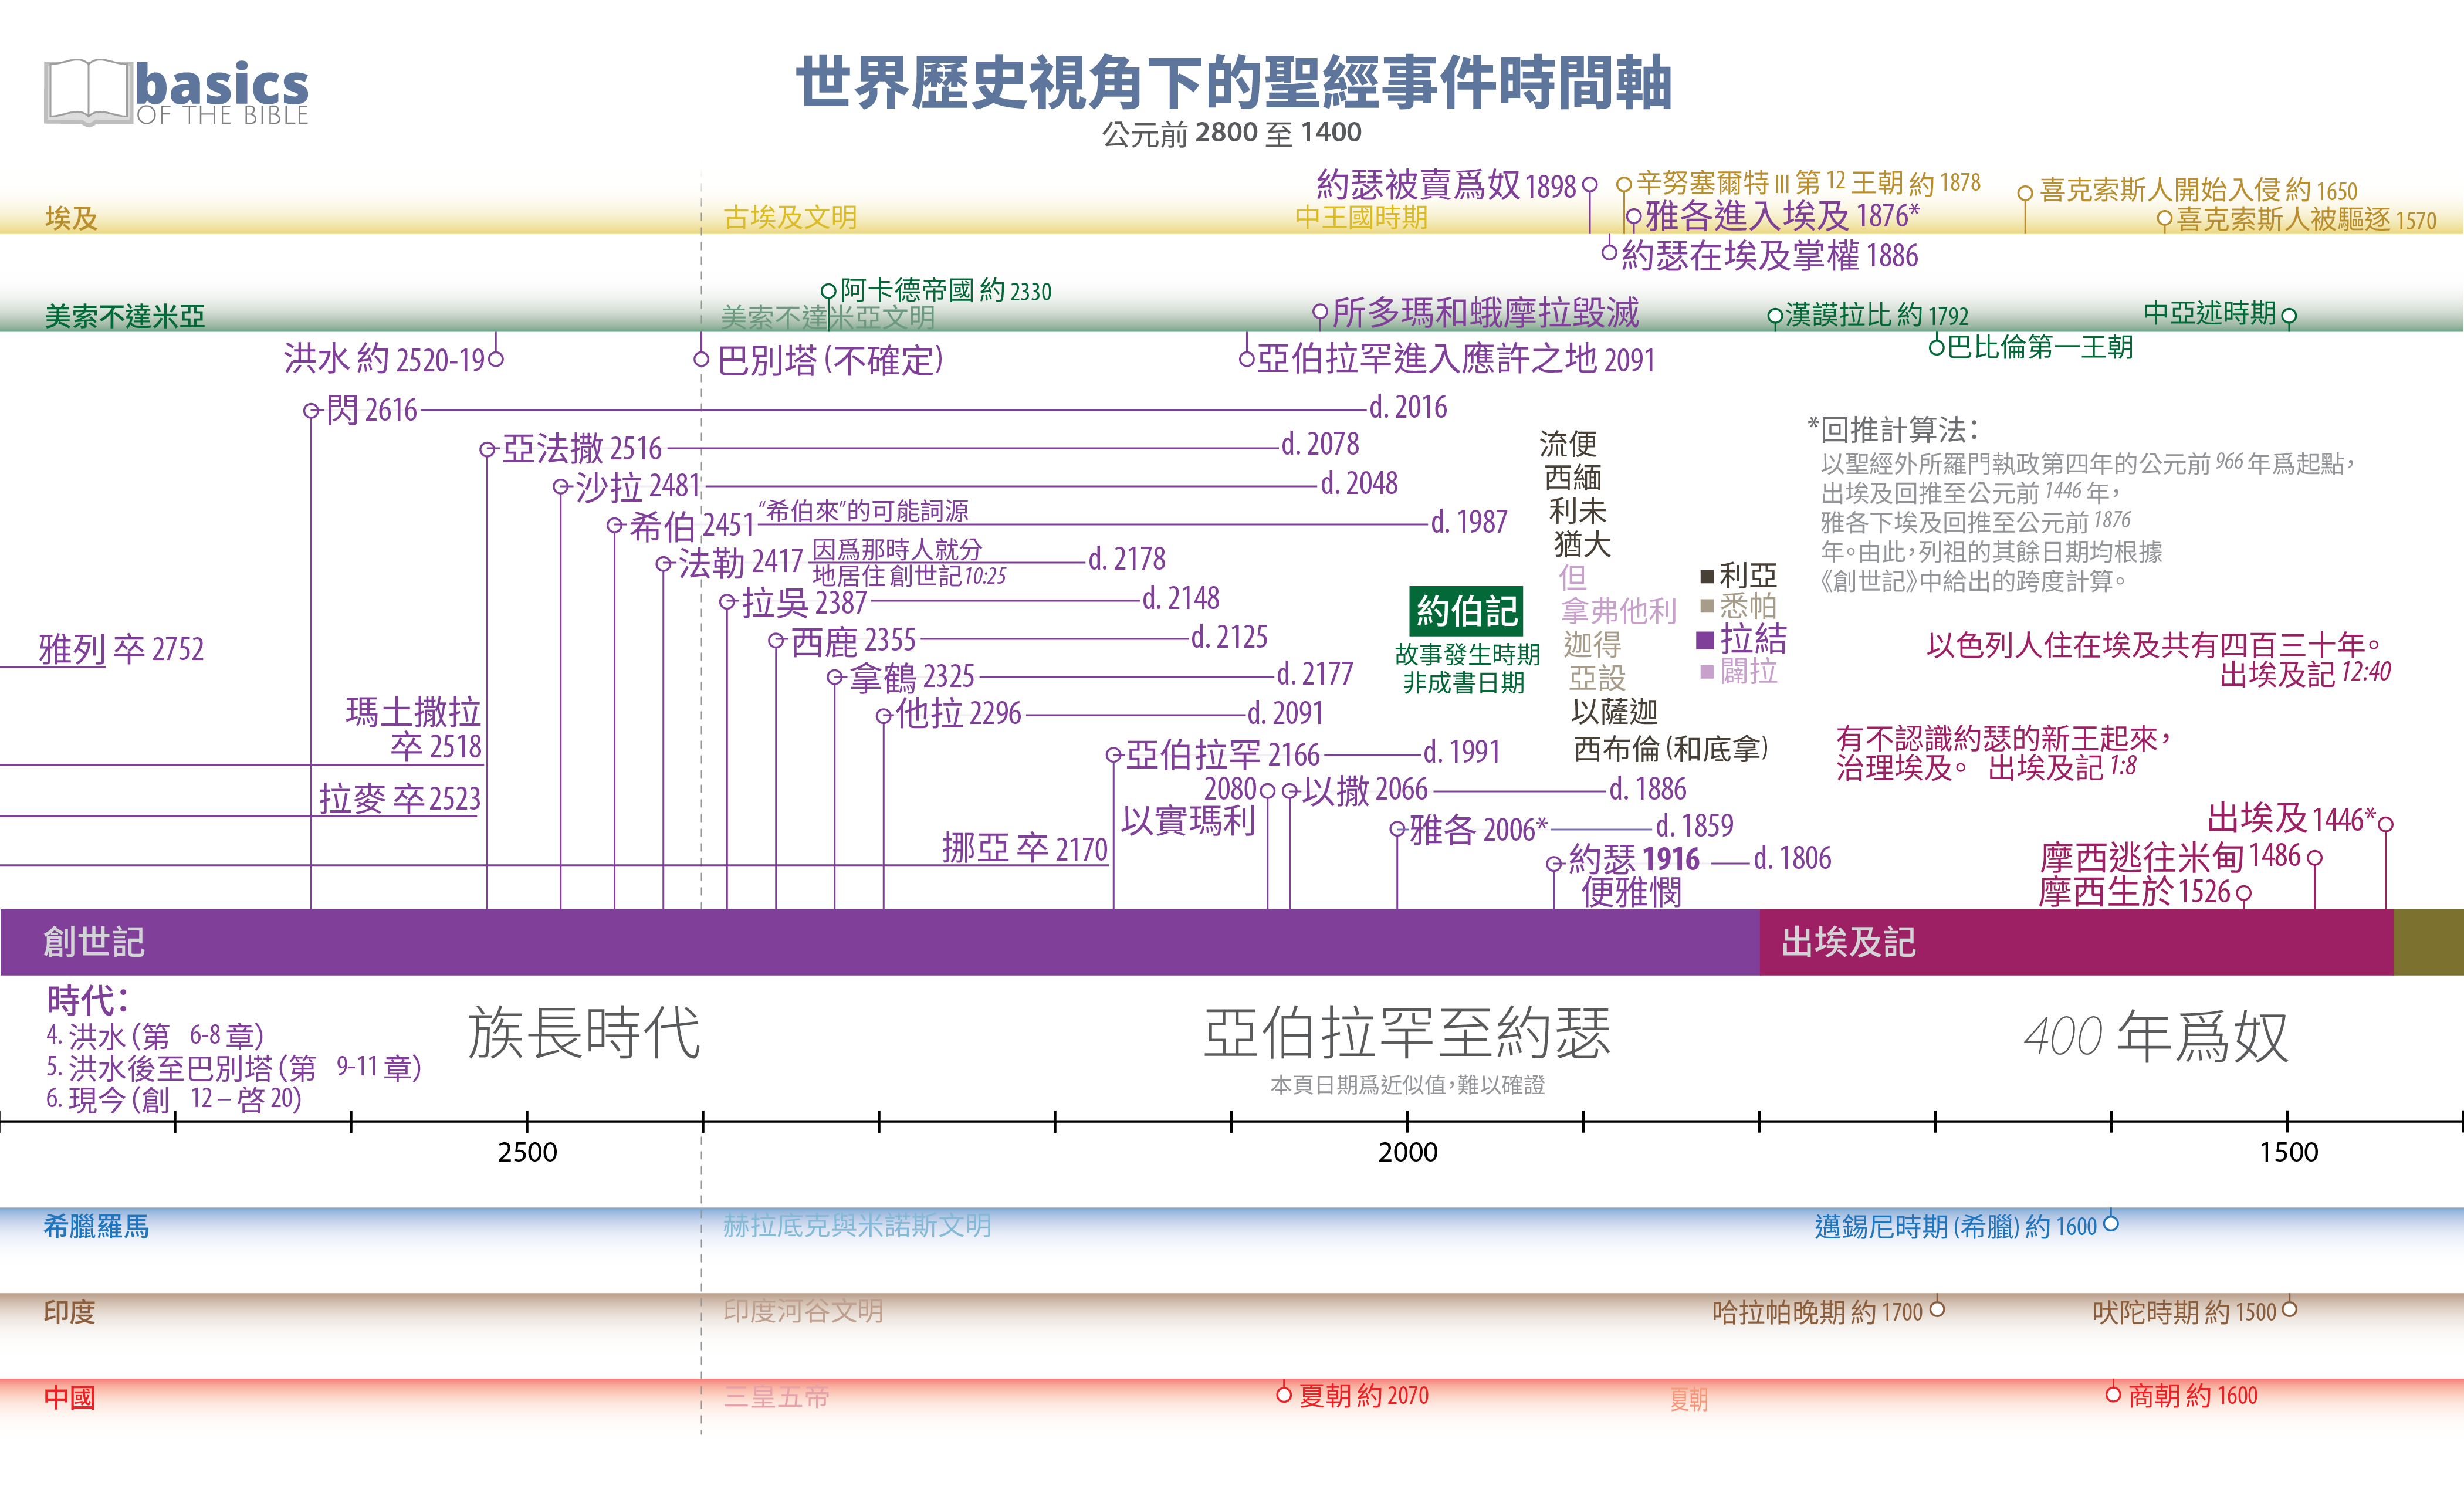 basics
OF THE BIBLE
世界歷史視角下的聖經事件時間軸
公元前 2800 至 1400
約瑟被賣爲奴 1898
辛努塞爾特 III 第 12 王朝 約 1878
喜克索斯人開始入侵 約 1650
埃及
古埃及文明
中王國時期
雅各進入埃及 1876*
喜克索斯人被驅逐 1570
約瑟在埃及掌權 1886
阿卡德帝國 約 2330
美索不達米亞
美索不達米亞文明
所多瑪和蛾摩拉毀滅
漢謨拉比 約 1792
中亞述時期
洪水 約 2520-19
巴別塔 (不確定)
亞伯拉罕進入應許之地 2091
巴比倫第一王朝
閃 2616
d. 2016
亞法撒 2516
d. 2078
沙拉 2481
d. 2048
希伯 2451
“希伯來”的可能詞源
d. 1987
法勒 2417
因爲那時人就分
地居住 創世記 10:25
d. 2178
拉吳 2387
d. 2148
西鹿 2355
d. 2125
拿鶴 2325
d. 2177
他拉 2296
d. 2091
亞伯拉罕 2166
d. 1991
2080
以實瑪利
以撒 2066
d. 1886
雅各 2006*
d. 1859
約瑟 1916
d. 1806
便雅憫
雅列 卒 2752
瑪土撒拉
卒 2518
拉麥 卒 2523
挪亞 卒 2170
約伯記
故事發生時期
非成書日期
流便
西緬
利未
猶大
但
拿弗他利
迦得
亞設
以薩迦
西布倫 (和底拿)
利亞
悉帕
拉結
闢拉
*回推計算法：
以聖經外所羅門執政第四年的公元前 966 年爲起點，
出埃及回推至公元前 1446 年，
雅各下埃及回推至公元前 1876
年。由此，列祖的其餘日期均根據
《創世記》中給出的跨度計算。
以色列人住在埃及共有四百三十年。
出埃及記 12:40
有不認識約瑟的新王起來，
治理埃及。 出埃及記 1:8
出埃及 1446*
摩西逃往米甸 1486
摩西生於 1526
創世記
出埃及記
時代：
4. 洪水（第 6-8 章）
5. 洪水後至巴別塔（第 9-11 章）
6. 現今（創 12 – 啓 20）
族長時代
亞伯拉罕至約瑟
本頁日期爲近似值，難以確證
400 年爲奴
2500
2000
1500
希臘羅馬
赫拉底克與米諾斯文明
邁錫尼時期 (希臘) 約 1600
印度
印度河谷文明
哈拉帕晚期 約 1700
吠陀時期 約 1500
中國
三皇五帝
夏朝 約 2070
夏朝
商朝 約 1600